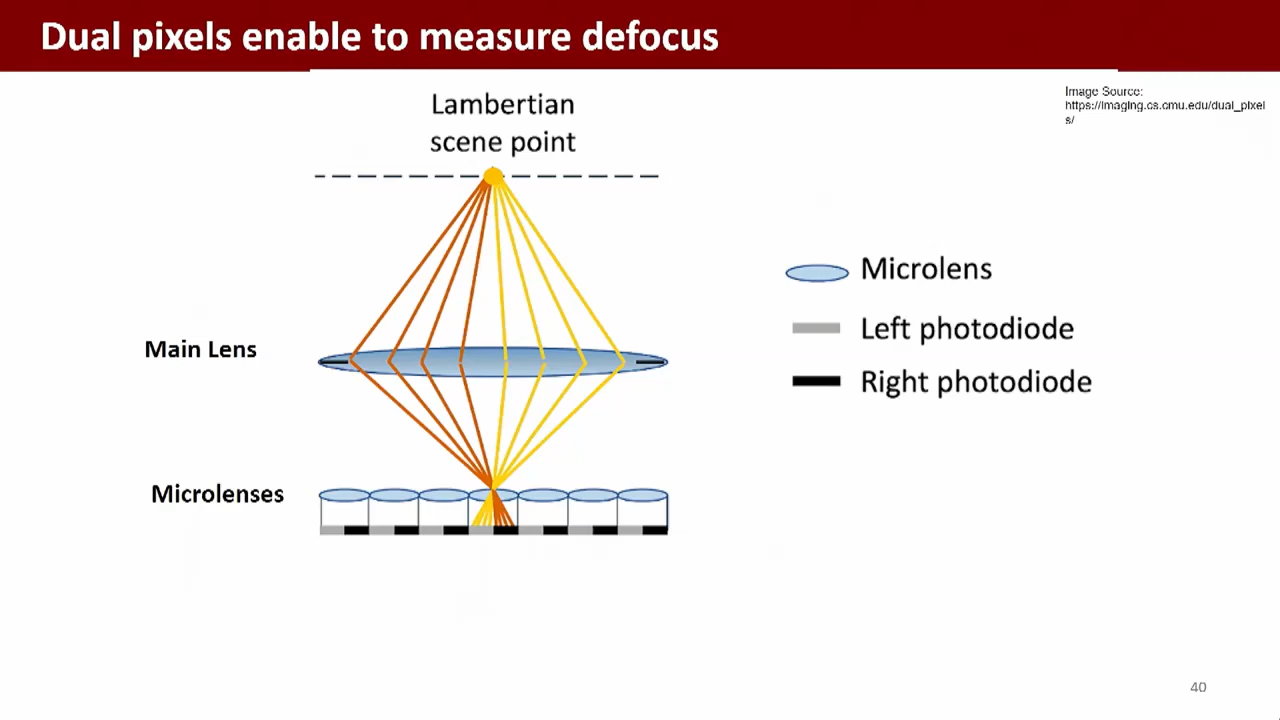 Dual pixels enable to measure defocus
Image Source:
https://imaging.cs.cmu.edu/dual_pixel
s/
Lambertian
scene point
Microlens
Left photodiode
Main Lens
Right photodiode
Microlenses
40